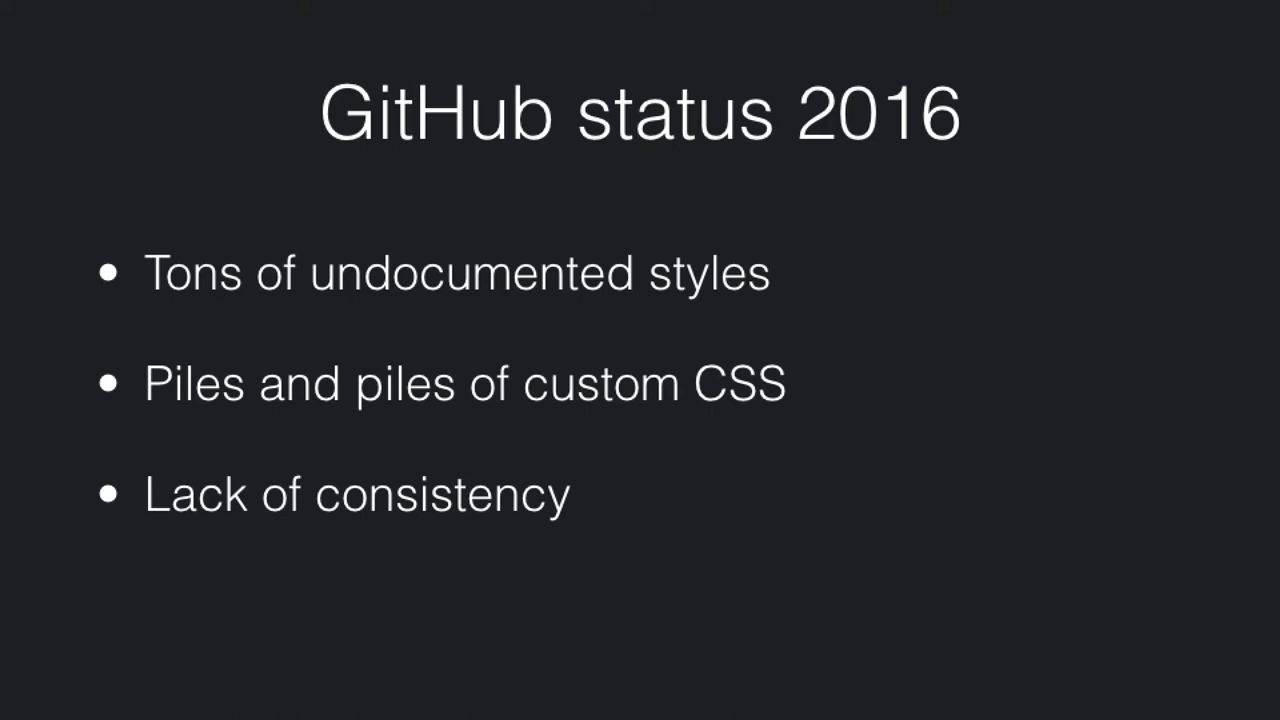 GitHub status 2016
• Tons of undocumented styles
• Piles and piles of custom CSS
• Lack of consistency